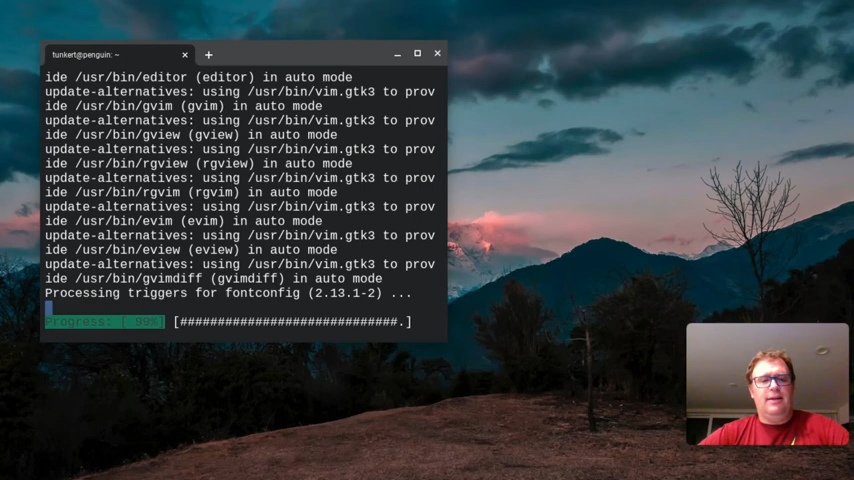 tunkert@penguin: ~
ide /usr/bin/editor (editor) in auto mode
update-alternatives: using /usr/bin/vim.gtk3 to prov
ide /usr/bin/gvim (gvim) in auto mode
update-alternatives: using /usr/bin/vim.gtk3 to prov
ide /usr/bin/gview (gview) in auto mode
update-alternatives: using /usr/bin/vim.gtk3 to prov
ide /usr/bin/rgview (rgview) in auto mode
update-alternatives: using /usr/bin/vim.gtk3 to prov
ide /usr/bin/rgvim (rgvim) in auto mode
update-alternatives: using /usr/bin/vim.gtk3 to prov
ide /usr/bin/evim (evim) in auto mode
update-alternatives: using /usr/bin/vim.gtk3 to prov
ide /usr/bin/eview (eview) in auto mode
update-alternatives: using /usr/bin/vim.gtk3 to prov
ide /usr/bin/gvimdiff (gvimdiff) in auto mode
Processing triggers for fontconfig (2.13.1-2) ...
Progress: [ 99%] [#############################.]